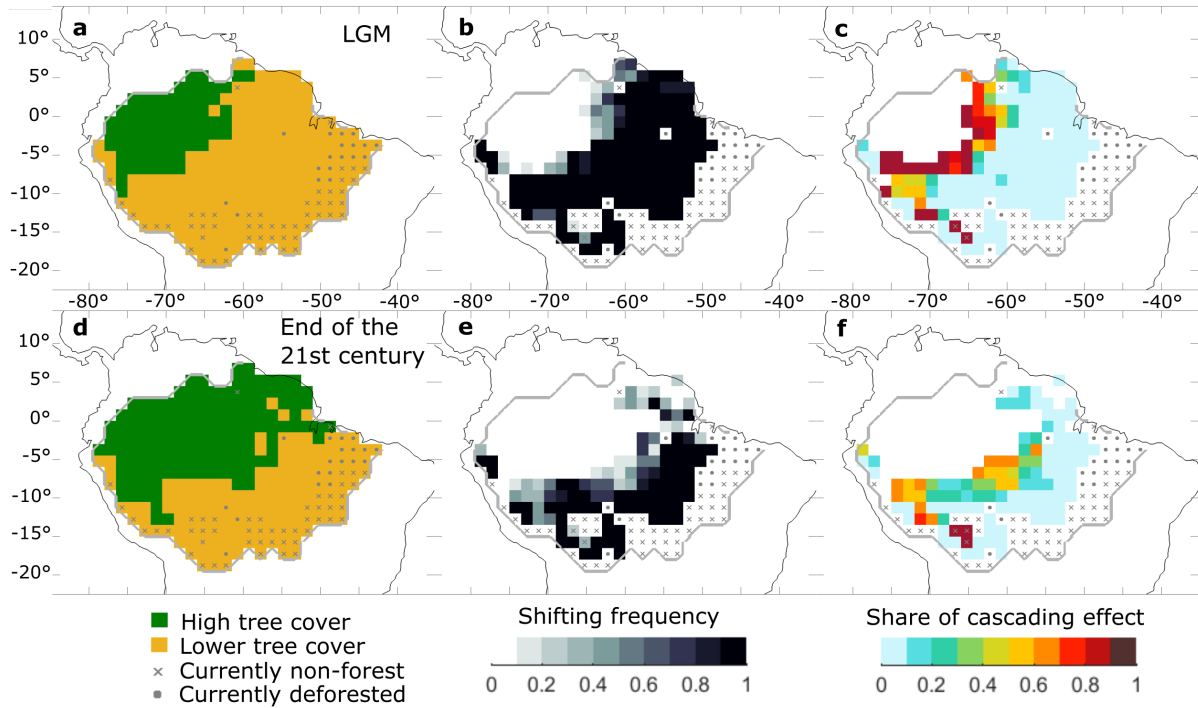 a LGM b c
10°
5°
0°
-5°
-10°
-15°
-20°
-80° -70° -60° -50° -40° -80° -70° -60° -50° -40° -80° -70° -60° -50° -40°
d End of the e f
21st century
10°
5°
0°
-5°
-10°
-15°
-20°
High tree cover
Lower tree cover
Currently non-forest
Currently deforested
Shifting frequency
0 0.2 0.4 0.6 0.8 1
Share of cascading effect
0 0.2 0.4 0.6 0.8 1